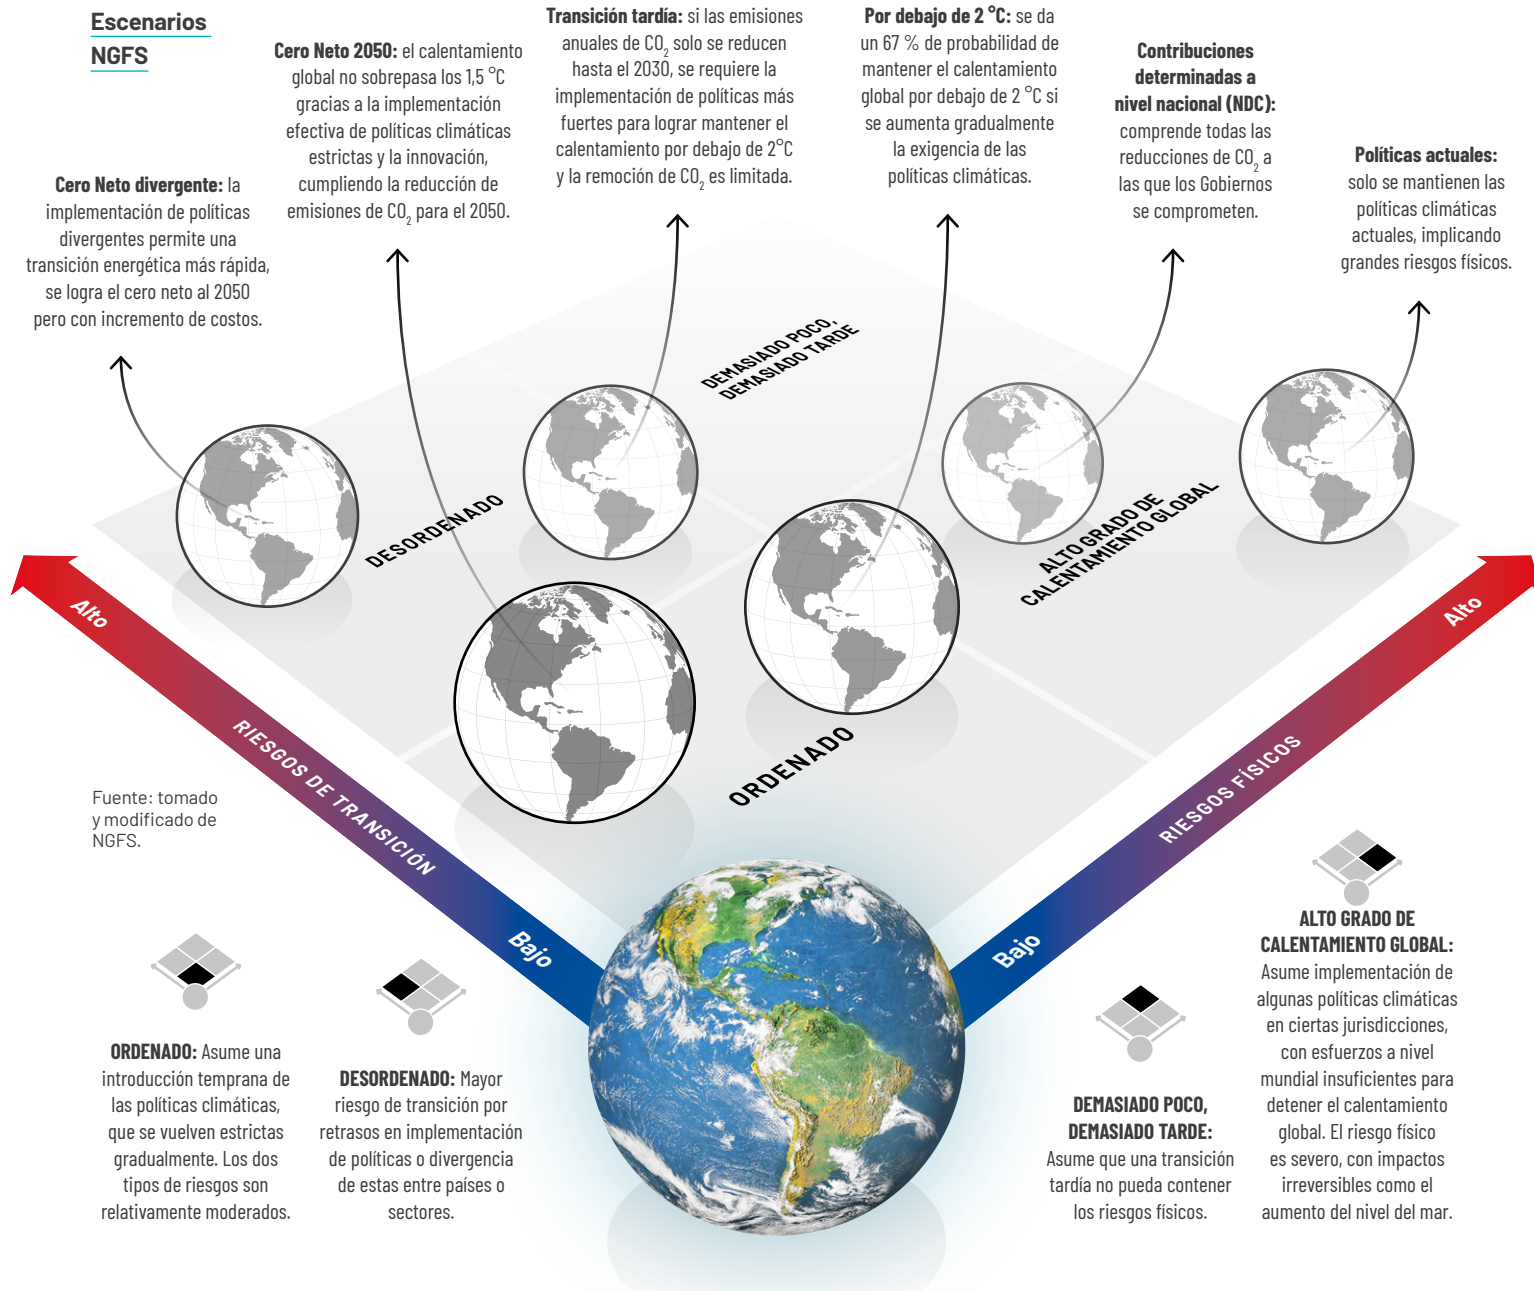 Escenarios
NGFS
Cero Neto divergente: la
implementación de políticas
divergentes permite una
transición energética más rápida,
se logra el cero neto al 2050
pero con incremento de costos.
Cero Neto 2050: el calentamiento
global no sobrepasa los 1,5 °C
gracias a la implementación
efectiva de políticas climáticas
estrictas y la innovación,
cumpliendo la reducción de
emisiones de CO₂ para el 2050.
Transición tardía: si las emisiones
anuales de CO₂ solo se reducen
hasta el 2030, se requiere la
implementación de políticas más
fuertes para lograr mantener el
calentamiento por debajo de 2°C
y la remoción de CO₂ es limitada.
Por debajo de 2 °C: se da
un 67 % de probabilidad de
mantener el calentamiento
global por debajo de 2 °C si
se aumenta gradualmente
la exigencia de las
políticas climáticas.
Contribuciones
determinadas a
nivel nacional (NDC):
comprende todas las
reducciones de CO₂ a
las que los Gobiernos
se comprometen.
Políticas actuales:
solo se mantienen las
políticas climáticas
actuales, implicando
grandes riesgos físicos.
DEMASIADO POCO,
DEMASIADO TARDE
DESORDENADO
ALTO GRADO DE
CALENTAMIENTO GLOBAL
ORDENADO
Alto
RIESGOS DE TRANSICIÓN
Bajo
Alto
RIESGOS FÍSICOS
Bajo
Fuente: tomado
y modificado de
NGFS.
ORDENADO: Asume una
introducción temprana de
las políticas climáticas,
que se vuelven estrictas
gradualmente. Los dos
tipos de riesgos son
relativamente moderados.
DESORDENADO: Mayor
riesgo de transición por
retrasos en implementación
de políticas o divergencia
de estas entre países o
sectores.
DEMASIADO POCO,
DEMASIADO TARDE:
Asume que una transición
tardía no pueda contener
los riesgos físicos.
ALTO GRADO DE
CALENTAMIENTO GLOBAL:
Asume implementación de
algunas políticas climáticas
en ciertas jurisdicciones,
con esfuerzos a nivel
mundial insuficientes para
detener el calentamiento
global. El riesgo físico
es severo, con impactos
irreversibles como el
aumento del nivel del mar.